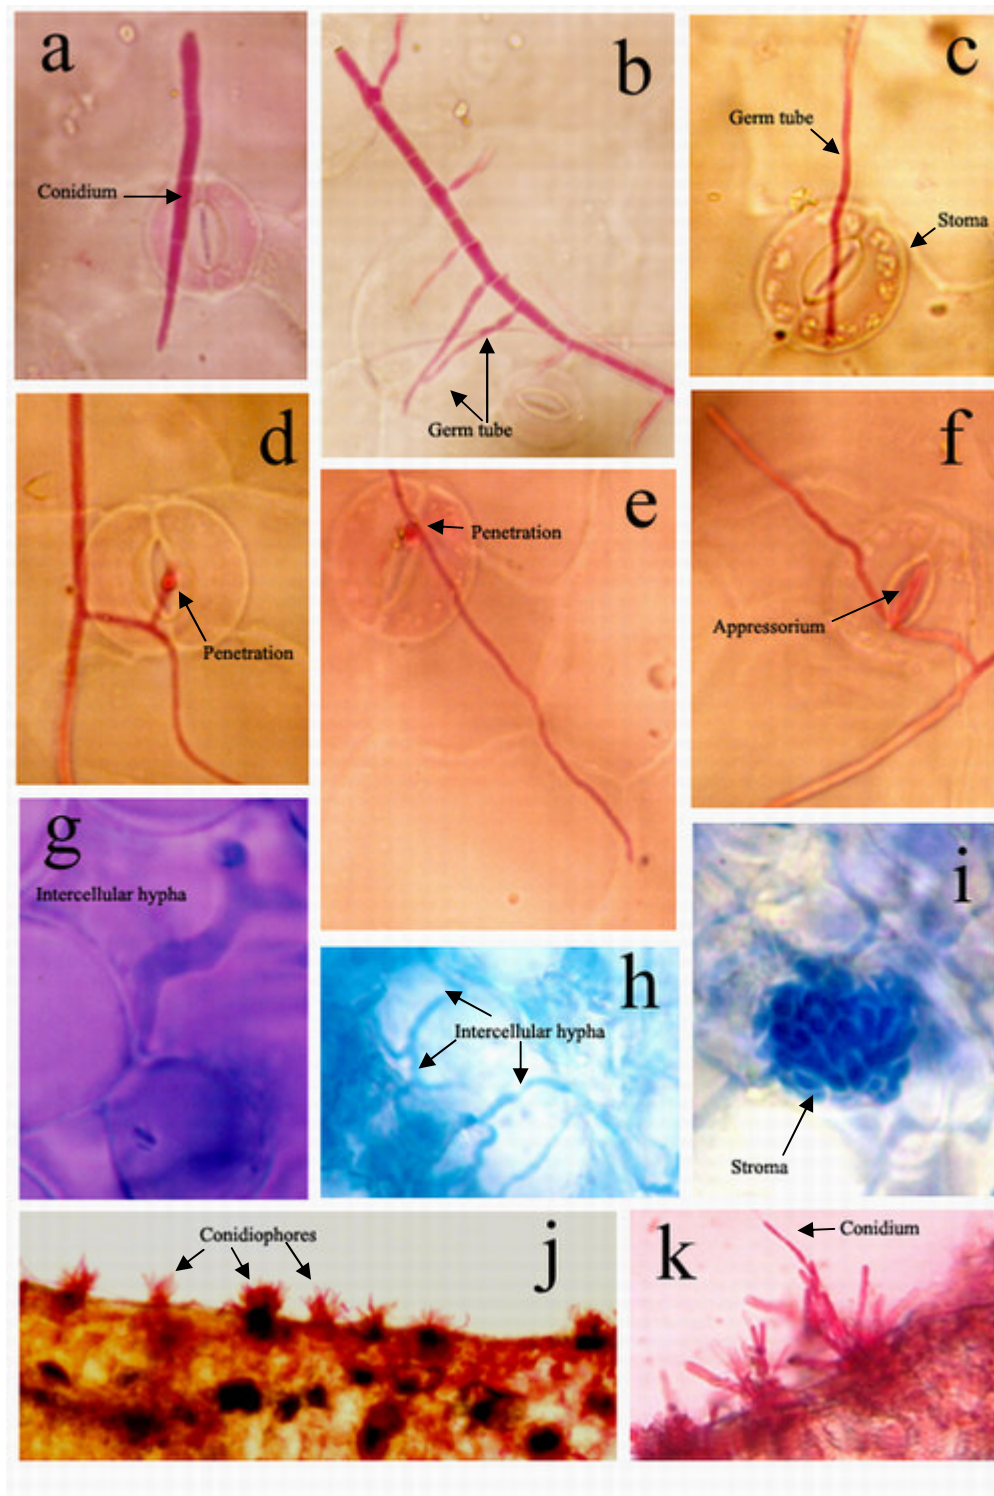 a
Conidium
b
Germ tube
c
Germ tube
Stoma
d
Penetration
e
Penetration
f
Appressorium
g
Intercellular hypha
h
Intercellular hypha
i
Stroma
j
Conidiophores
k
Conidium